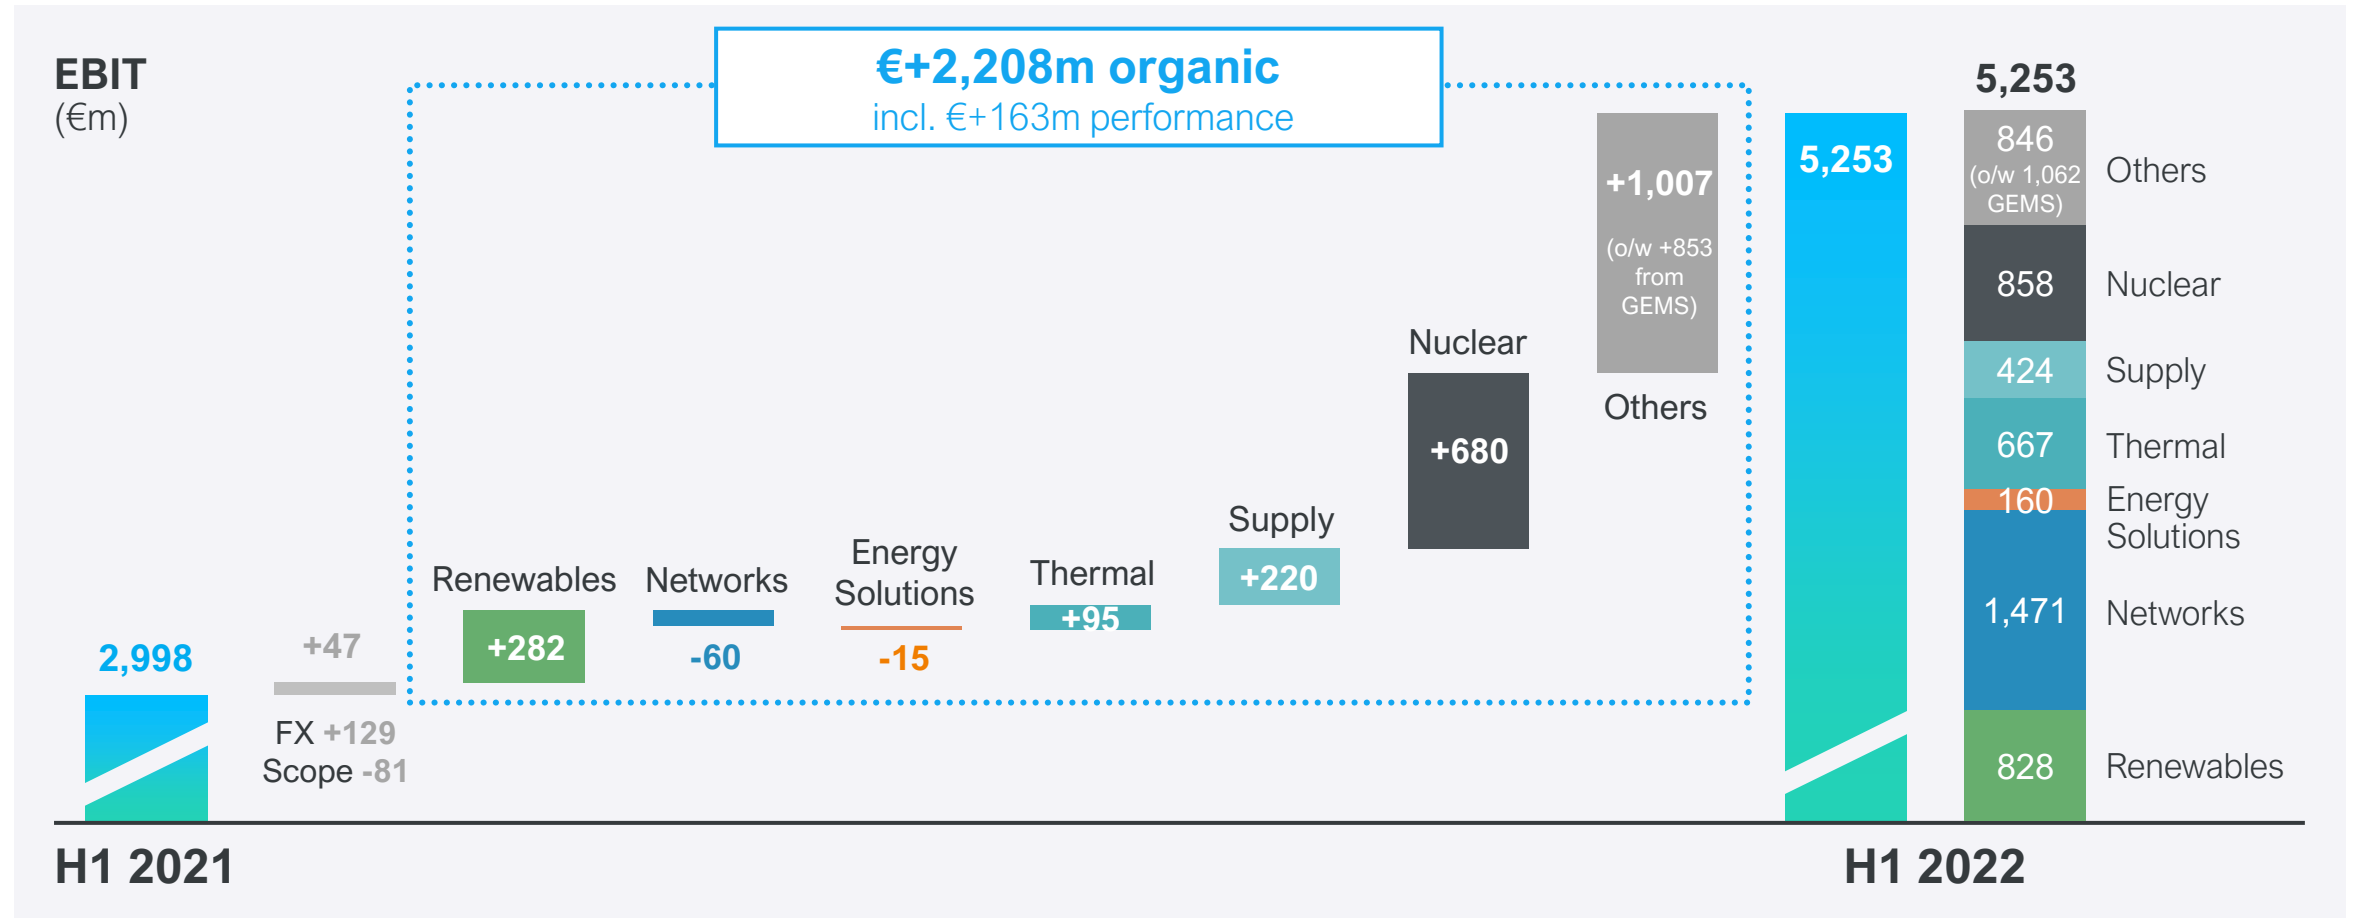 EBIT
(€m)
€+2,208m organic
incl. €+163m performance
2,998
+47
FX +129
Scope -81
Renewables
+282
Networks
-60
Energy
Solutions
-15
Thermal
+95
Supply
+220
Nuclear
+680
+1,007
(o/w +853
from
GEMS)
Others
5,253
5,253
846
(o/w 1,062
GEMS)
Others
858
Nuclear
424
Supply
667
Thermal
160
Energy
Solutions
1,471
Networks
828
Renewables
H1 2021
H1 2022